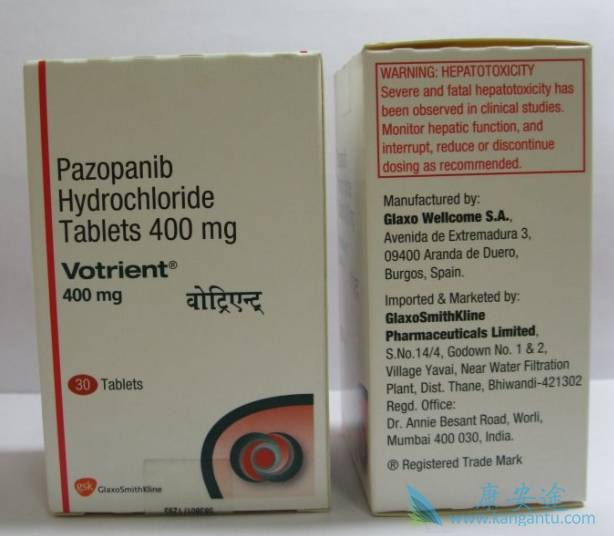 Pazopanib
Hydrochloride
Tablets 400 mg
Votrient®
400 mg
वोट्रिएन्ट्
30 Tablets
gsk GlaxoSmithKline
WARNING: HEPATOTOXICITY
Severe and fatal hepatotoxicity has
been observed in clinical studies.
Monitor hepatic function, and
interrupt, reduce or discontinue
dosing as recommended.
Manufactured by:
Glaxo Wellcome S.A.,
Avenida de Extremadura 3,
09400 Aranda de Duero,
Burgos, Spain.
Imported & Marketed by:
GlaxoSmithKline
Pharmaceuticals Limited,
S.No.14/4, Godown No. 1 & 2,
Village Yavai, Near Water Filtration
Plant, Dist. Thane, Bhiwandi-421302
Regd. Office:
Dr. Annie Besant Road, Worli,
Mumbai 400 030, India.
® Registered Trade Mark
康安途
www.kangantu.com